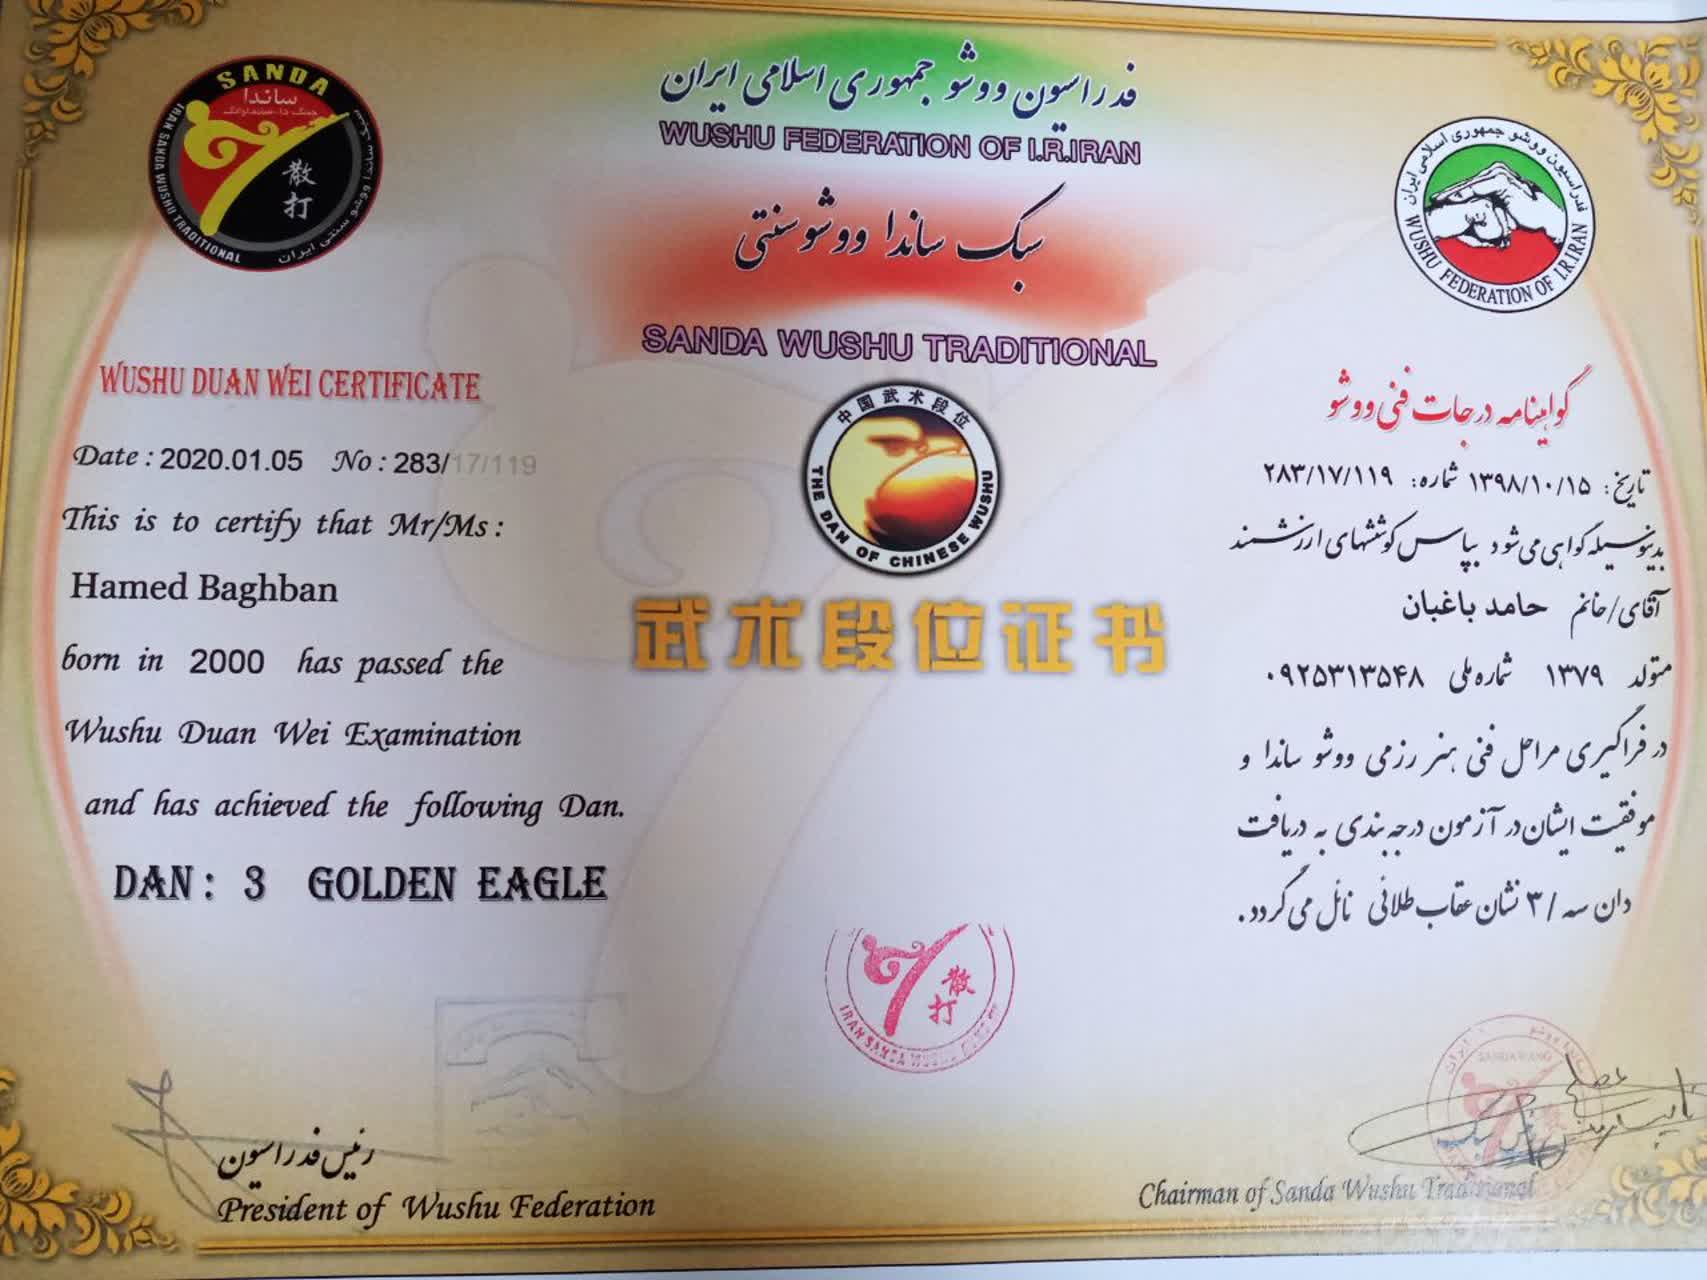 SANDA
ساندا
IRAN SANDA WUSHU TRADITIONAL
سبک ساندا ووشو سنتی ایران
散打
فدراسیون ووشو جمهوری اسلامی ایران
WUSHU FEDERATION OF I.R.IRAN
سبک ساندا ووشو سنتی
SANDA WUSHU TRADITIONAL
فدراسیون ووشو جمهوری اسلامی ایران
WUSHU FEDERATION OF I.R.IRAN
中国武术段位
THE DAN OF CHINESE WUSHU
武术段位证书
WUSHU DUAN WEI CERTIFICATE
Date : 2020.01.05 No : 283/17/119
This is to certify that Mr/Ms :
Hamed Baghban
born in 2000 has passed the
Wushu Duan Wei Examination
and has achieved the following Dan.
DAN : 3 GOLDEN EAGLE
گواهینامه درجات فنی ووشو
تاریخ: ۱۳۹۸/۱۰/۱۵ شماره: ۲۸۳/۱۷/۱۱۹
بدینوسیله گواهی می‌شود بپاس کوششهای ارزشمند
آقای/خانم حامد باغبان
متولد ۱۳۷۹ شماره ملی ۰۹۲۵۳۱۳۵۴۸
در فراگیری مراحل فنی هنر رزمی ووشو ساندا و
موفقیت ایشان در آزمون درجه بندی به دریافت
دان سه /۳ نشان عقاب طلائی نائل می گردد.
散打
IRAN SANDA WUSHU
رئیس فدراسیون
President of Wushu Federation
Chairman of Sanda Wushu Traditional